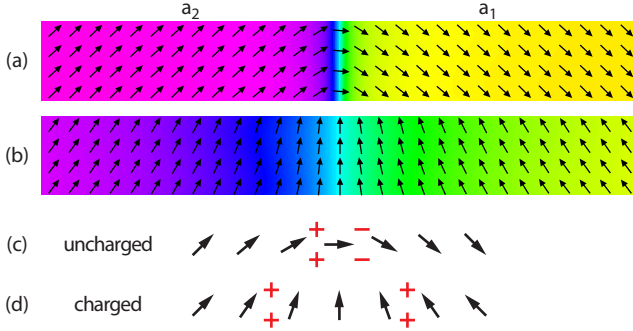 a2 a1
(a)
(b)
+ −
(c) uncharged
+ −
+ +
(d) charged
+ +